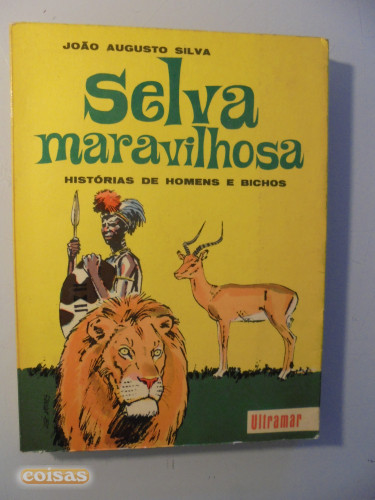 JOÃO AUGUSTO SILVA
selva
maravilhosa
HISTÓRIAS DE HOMENS E BICHOS
Ultramar
coisas